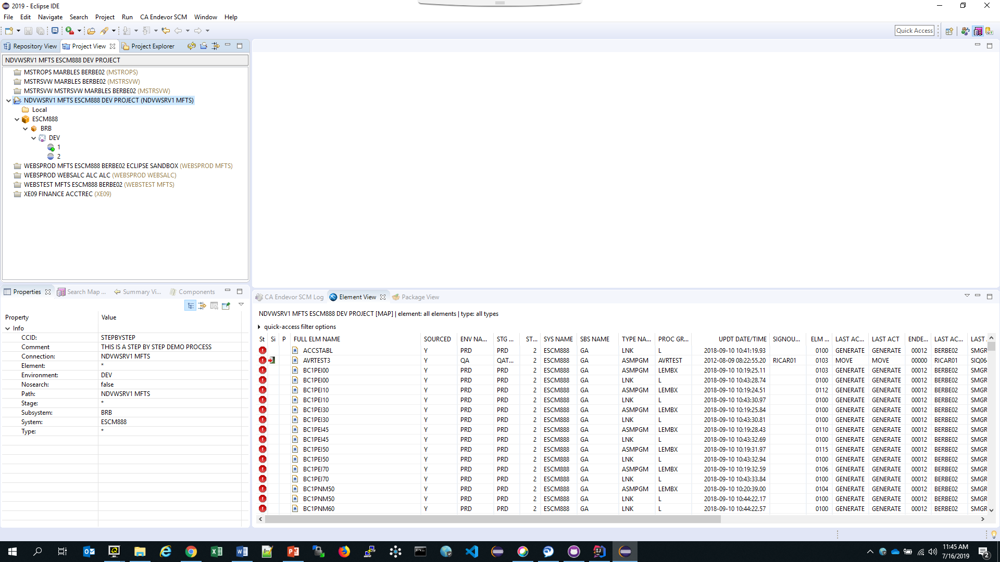 2019 - Eclipse IDE
File Edit Navigate Search Project Run CA Endevor SCM Window Help
Quick Access
Repository View Project View Project Explorer
NDVWSRV1 MFTS ESCM888 DEV PROJECT
MSTROPS MARBLES BERBE02 (MSTROPS)
MSTRSVW MARBLES BERBE02 (MSTRSVW)
MSTRSVW MSTRSVW MARBLES BERBE02 (MSTRSVW)
NDVWSRV1 MFTS ESCM888 DEV PROJECT (NDVWSRV1 MFTS)
Local
ESCM888
BRB
DEV
1
2
WEBSPROD MFTS ESCM888 BERBE02 ECLIPSE SANDBOX (WEBSPROD MFTS)
WEBSPROD WEBSALC ALC ALC (WEBSPROD WEBSALC)
WEBSTEST MFTS ESCM888 BERBE02 (WEBSTEST MFTS)
XE09 FINANCE ACCTREC (XE09)
Properties Search Map ... Summary Vi... Components
Property Value
Info
CCID: STEPBYSTEP
Comment THIS IS A STEP BY STEP DEMO PROCESS
Connection: NDVWSRV1 MFTS
Element: *
Environment: DEV
Nosearch: false
Path: NDVWSRV1 MFTS
Stage: *
Subsystem: BRB
System: ESCM888
Type: *
CA Endevor SCM Log Element View Package View
NDVWSRV1 MFTS ESCM888 DEV PROJECT [MAP] | element: all elements | type: all types
quick-access filter options
St Si P FULL ELM NAME SOURCED ENV NA... STG ... ST... SYS NAME SBS NAME TYPE NA... PROC GR... UPDT DATE/TIME SIGNOU... ELM ... LAST AC... LAST ACT ENDE... LAST AC... LAST
ACCSTABL Y PRD PRD 2 ESCM888 GA LNK L 2018-09-10 10:41:19.93 0100 GENERATE GENERATE 00012 BERBE02 SMGR
AVRTEST3 Y QA QAT... 2 ESCM888 GA ASMPGM AVRTEST 2012-08-09 08:22:55.20 RICAR01 0103 MOVE MOVE 00000 RICAR01 SIQ06
BC1PEI00 Y PRD PRD 2 ESCM888 GA ASMPGM LEMBX 2018-09-10 10:19:25.11 0103 GENERATE GENERATE 00012 BERBE02 SMGR
BC1PEI00 Y PRD PRD 2 ESCM888 GA LNK L 2018-09-10 10:43:28.74 0100 GENERATE GENERATE 00012 BERBE02 SMGR
BC1PEI10 Y PRD PRD 2 ESCM888 GA ASMPGM LEMBX 2018-09-10 10:19:24.51 0112 GENERATE GENERATE 00012 BERBE02 SMGR
BC1PEI10 Y PRD PRD 2 ESCM888 GA LNK L 2018-09-10 10:43:30.97 0100 GENERATE GENERATE 00012 BERBE02 SMGR
BC1PEI30 Y PRD PRD 2 ESCM888 GA ASMPGM LEMBX 2018-09-10 10:19:25.84 0100 GENERATE GENERATE 00012 BERBE02 SMGR
BC1PEI30 Y PRD PRD 2 ESCM888 GA LNK L 2018-09-10 10:43:30.81 0100 GENERATE GENERATE 00012 BERBE02 SMGR
BC1PEI45 Y PRD PRD 2 ESCM888 GA ASMPGM LEMBX 2018-09-10 10:19:28.43 0110 GENERATE GENERATE 00012 BERBE02 SMGR
BC1PEI45 Y PRD PRD 2 ESCM888 GA LNK L 2018-09-10 10:43:32.69 0100 GENERATE GENERATE 00012 BERBE02 SMGR
BC1PEI50 Y PRD PRD 2 ESCM888 GA ASMPGM LEMBX 2018-09-10 10:19:31.97 0115 GENERATE GENERATE 00012 BERBE02 SMGR
BC1PEI50 Y PRD PRD 2 ESCM888 GA LNK L 2018-09-10 10:43:32.94 0100 GENERATE GENERATE 00012 BERBE02 SMGR
BC1PEI70 Y PRD PRD 2 ESCM888 GA ASMPGM LEMBX 2018-09-10 10:19:32.59 0106 GENERATE GENERATE 00012 BERBE02 SMGR
BC1PEI70 Y PRD PRD 2 ESCM888 GA LNK L 2018-09-10 10:43:33.84 0100 GENERATE GENERATE 00012 BERBE02 SMGR
BC1PNM50 Y PRD PRD 2 ESCM888 GA ASMPGM LEMBX 2018-09-10 10:20:39.00 0104 GENERATE GENERATE 00012 BERBE02 SMGR
BC1PNM50 Y PRD PRD 2 ESCM888 GA LNK L 2018-09-10 10:44:22.17 0100 GENERATE GENERATE 00012 BERBE02 SMGR
BC1PNM60 Y PRD PRD 2 ESCM888 GA LNK L 2018-09-10 10:44:22.57 0100 GENERATE GENERATE 00012 BERBE02 SMGR
11:45 AM
7/16/2019
2